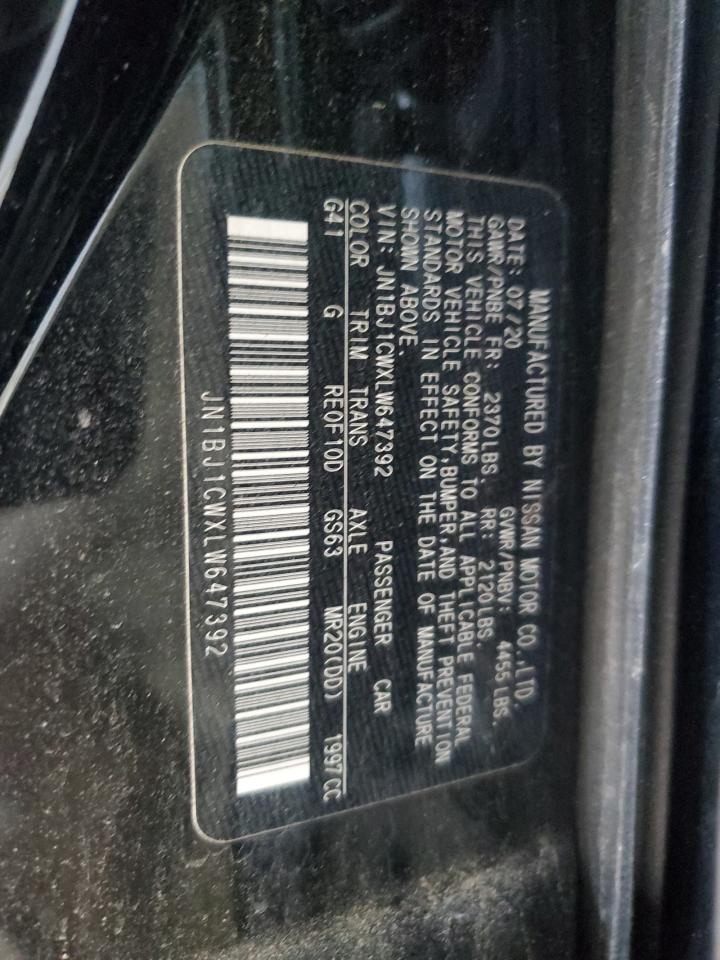 MANUFACTURED BY NISSAN MOTOR CO.,LTD.
DATE: 07/20 GVWR/PNBV: 4455 LBS.
GAWR/PNBE FR: 2370LBS. RR: 2120LBS.
THIS VEHICLE CONFORMS TO ALL APPLICABLE FEDERAL
MOTOR VEHICLE SAFETY,BUMPER,AND THEFT PREVENTION
STANDARDS IN EFFECT ON THE DATE OF MANUFACTURE
SHOWN ABOVE.
VIN: JN1BJ1CWXLW647392 PASSENGER CAR
COLOR TRIM TRANS AXLE ENGINE
G41 G RE0F10D GS63 MR20(DD) 1997CC
JN1BJ1CWXLW647392